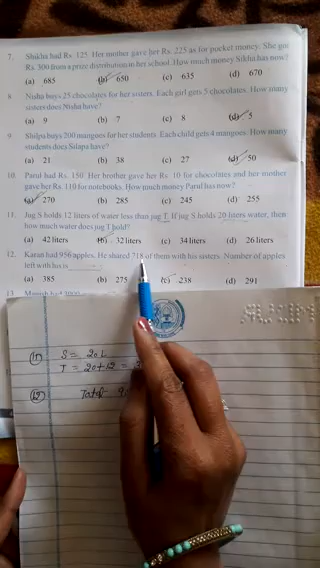 7. Shikha had Rs. 125. Her mother gave her Rs. 225 as for pocket money. She got
Rs. 300 from a prize distribution in her school. How much money Sikha has now?
(a) 685 (b) 650 (c) 635 (d) 670
8. Nisha buys 25 chocolates for her sisters. Each girl gets 5 chocolates. How many
sisters does Nisha have?
(a) 9 (b) 7 (c) 8 (d) 5
9. Shilpa buys 200 mangoes for her students. Each child gets 4 mangoes. How many
students does Silapa have?
(a) 21 (b) 38 (c) 27 (d) 50
10. Parul had Rs. 150. Her brother gave her Rs. 10 for chocolates and her mother
gave her Rs. 110 for notebooks. How much money Parul has now?
(a) 270 (b) 285 (c) 245 (d) 255
11. Jug S holds 12 liters of water less than jug T. If jug S holds 20 liters water, then
how much water does jug T hold?
(a) 42 liters (b) 32 liters (c) 34 liters (d) 26 liters
12. Karan had 956 apples. He shared 718 of them with his sisters. Number of apples
left with his is
(a) 385 (b) 275 (c) 238 (d) 291
13.
(11) S = 20L
T = 20+12 =
(12)